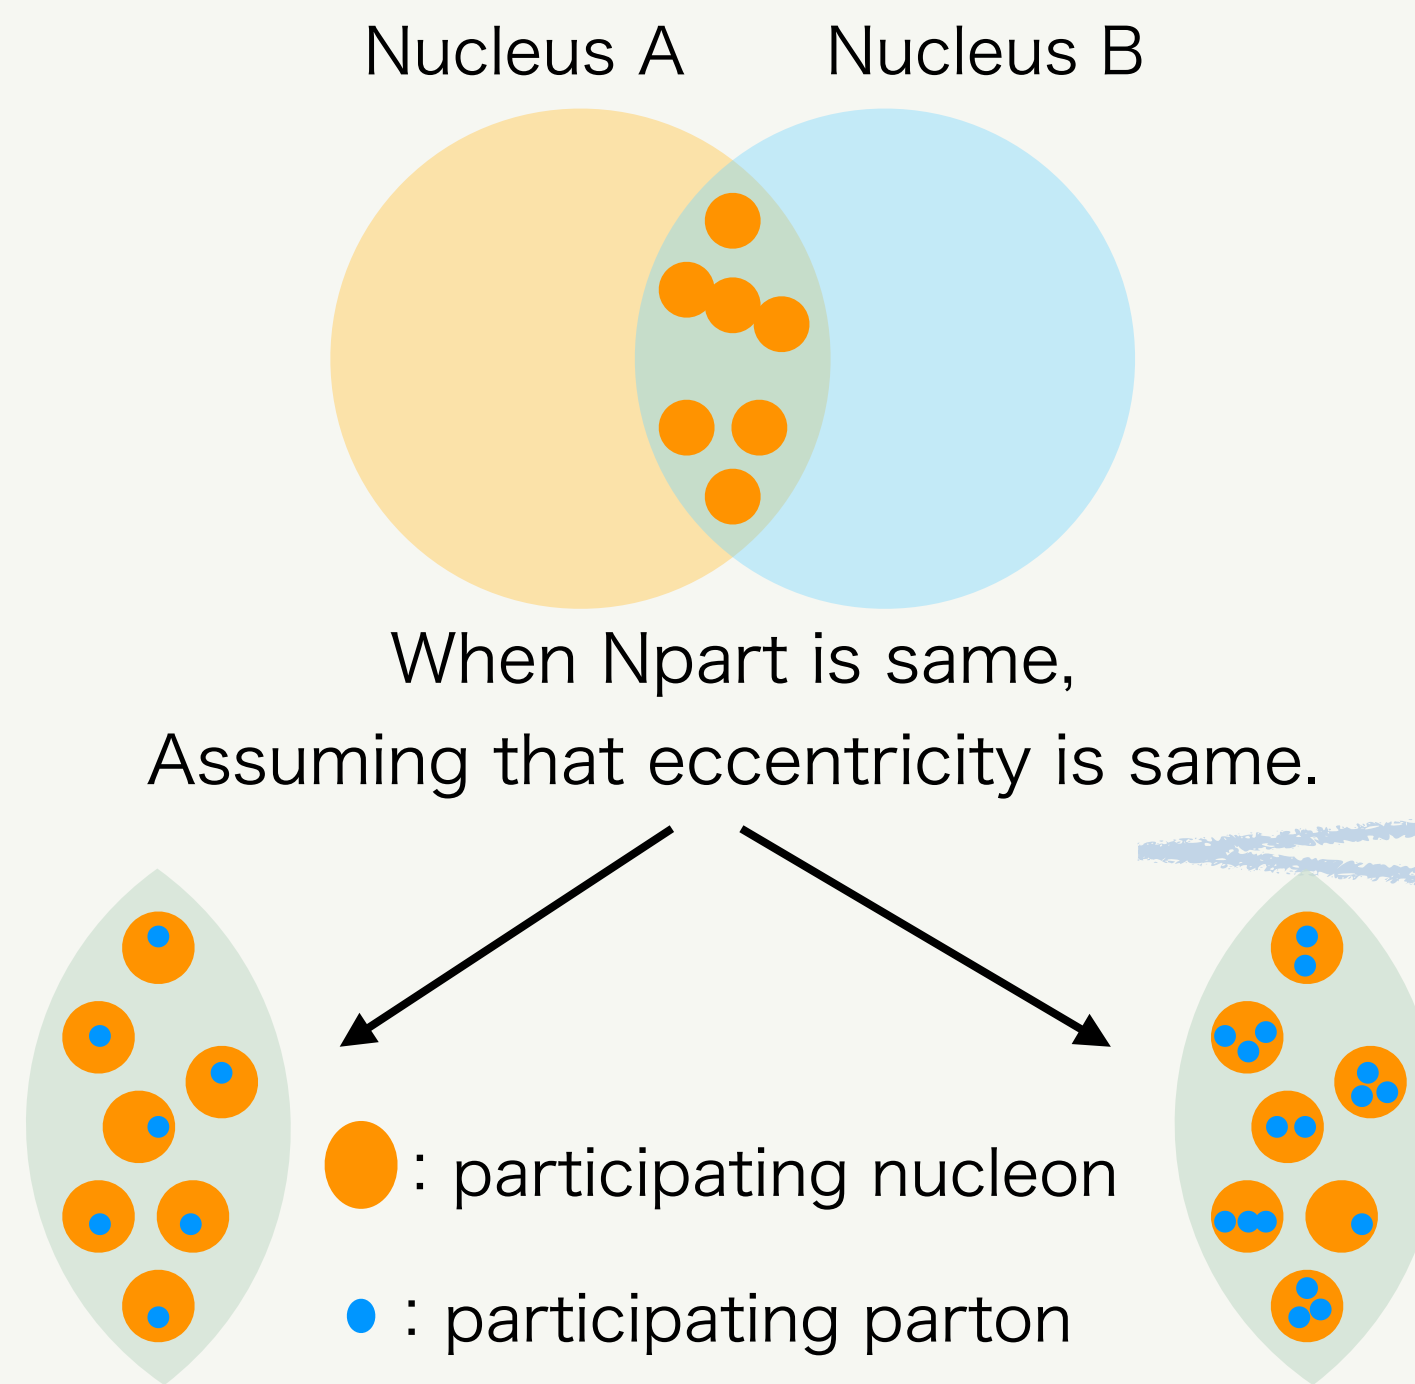 Nucleus A Nucleus B
When Npart is same,
Assuming that eccentricity is same.
: participating nucleon
: participating parton